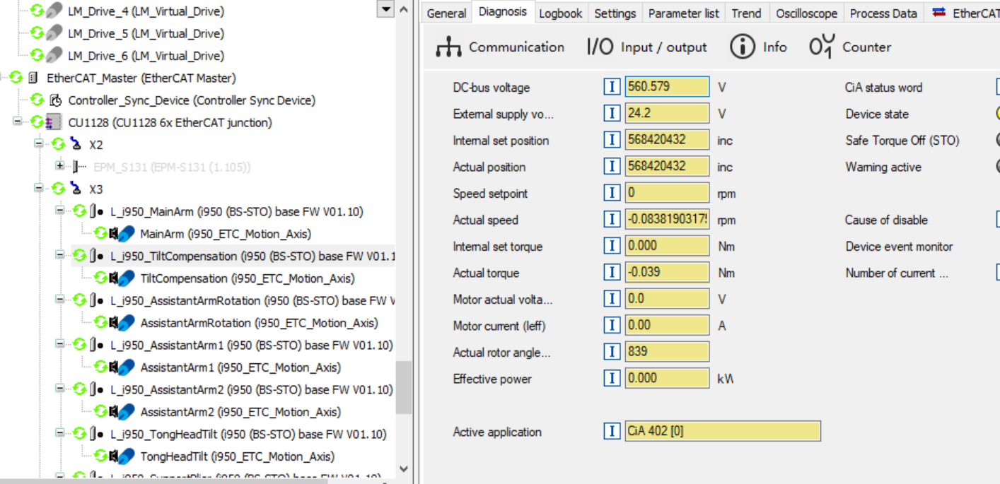 LM_Drive_4 (LM_Virtual_Drive)
LM_Drive_5 (LM_Virtual_Drive)
LM_Drive_6 (LM_Virtual_Drive)
EtherCAT_Master (EtherCAT Master)
Controller_Sync_Device (Controller Sync Device)
CU1128 (CU1128 6x EtherCAT junction)
X2
EPM_S131 (EPM-S131 (1.105))
X3
L_i950_MainArm (i950 (BS-STO) base FW V01.10)
MainArm (i950_ETC_Motion_Axis)
L_i950_TiltCompensation (i950 (BS-STO) base FW V01.1
TiltCompensation (i950_ETC_Motion_Axis)
L_i950_AssistantArmRotation (i950 (BS-STO) base FW V
AssistantArmRotation (i950_ETC_Motion_Axis)
L_i950_AssistantArm1 (i950 (BS-STO) base FW V01.10)
AssistantArm1 (i950_ETC_Motion_Axis)
L_i950_AssistantArm2 (i950 (BS-STO) base FW V01.10)
AssistantArm2 (i950_ETC_Motion_Axis)
L_i950_TongHeadTilt (i950 (BS-STO) base FW V01.10)
TongHeadTilt (i950_ETC_Motion_Axis)
L_i950_SupportPlier (i950 (BS-STO) base FW V01.10)
General Diagnosis Logbook Settings Parameter list Trend Oscilloscope Process Data EtherCAT
Communication I/O Input / output Info Counter
DC-bus voltage I 560.579 V CiA status word
External supply vo... I 24.2 V Device state
Internal set position I 568420432 inc Safe Torque Off (STO)
Actual position I 568420432 inc Warning active
Speed setpoint I 0 rpm
Actual speed I -0.0838190317 rpm Cause of disable
Internal set torque I 0.000 Nm Device event monitor
Actual torque I -0.039 Nm Number of current ...
Motor actual volta... I 0.0 V
Motor current (Ieff) I 0.00 A
Actual rotor angle... I 839
Effective power I 0.000 kW
Active application I CiA 402 [0]